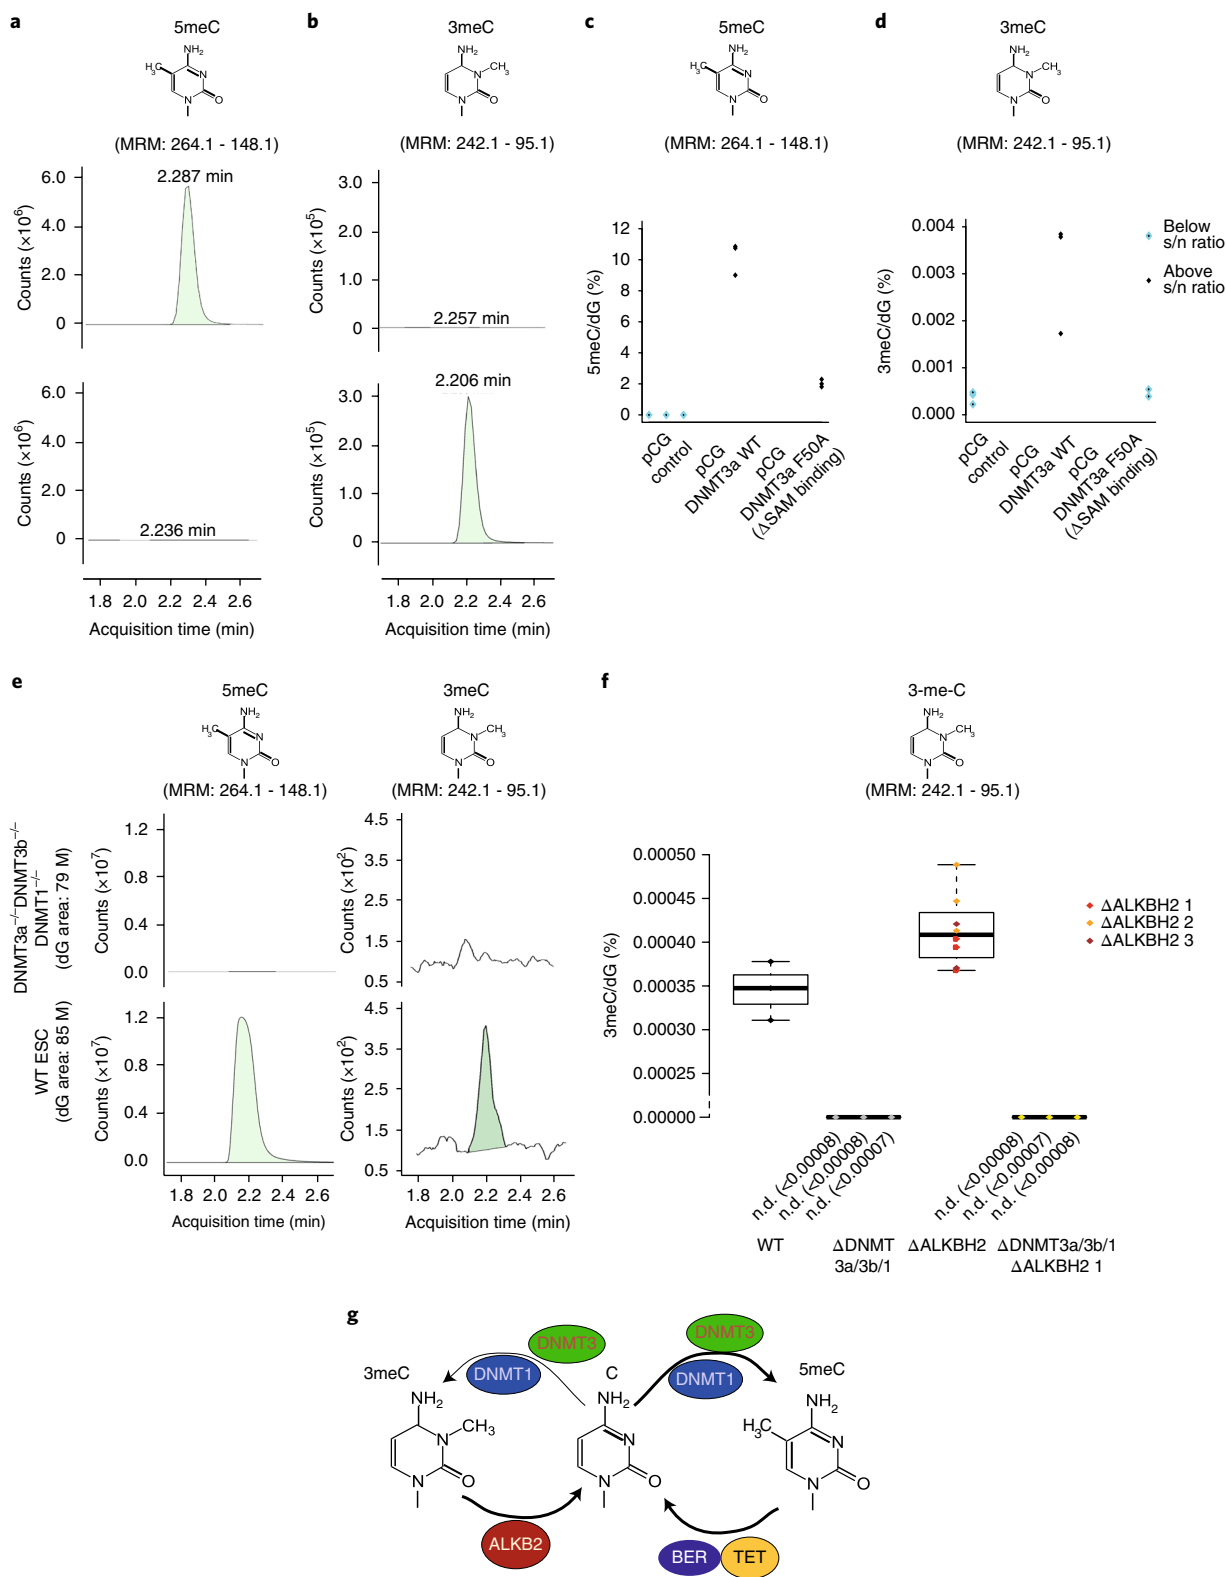 a
5meC
NH2
H3C
N
N
O
(MRM: 264.1 - 148.1)
Counts (×10^6)
6.0
4.0
2.0
0
2.287 min
Counts (×10^6)
6.0
4.0
2.0
0
2.236 min
1.8 2.0 2.2 2.4 2.6
Acquisition time (min)
b
3meC
NH2
N
CH3
N
O
(MRM: 242.1 - 95.1)
Counts (×10^5)
3.0
2.0
1.0
0
2.257 min
Counts (×10^5)
3.0
2.0
1.0
0
2.206 min
1.8 2.0 2.2 2.4 2.6
Acquisition time (min)
c
5meC
NH2
H3C
N
N
O
(MRM: 264.1 - 148.1)
5meC/dG (%)
12
10
8
6
4
2
0
pCG
control
pCG
DNMT3a WT
pCG
DNMT3a F50A
(ΔSAM binding)
d
3meC
NH2
N
CH3
N
O
(MRM: 242.1 - 95.1)
3meC/dG (%)
0.004
0.003
0.002
0.001
0.000
pCG
control
pCG
DNMT3a WT
pCG
DNMT3a F50A
(ΔSAM binding)
Below
s/n ratio
Above
s/n ratio
e
5meC
NH2
H3C
N
N
O
(MRM: 264.1 - 148.1)
3meC
NH2
N
CH3
N
O
(MRM: 242.1 - 95.1)
DNMT3a−/−DNMT3b−/−
DNMT1−/−
(dG area: 79 M)
Counts (×10^7)
1.2
0.8
0.4
0.0
Counts (×10^2)
4.5
3.5
2.5
1.5
0.5
WT ESC
(dG area: 85 M)
Counts (×10^7)
1.2
0.8
0.4
0.0
Counts (×10^2)
4.5
3.5
2.5
1.5
0.5
1.8 2.0 2.2 2.4 2.6
Acquisition time (min)
1.8 2.0 2.2 2.4 2.6
Acquisition time (min)
f
3-me-C
NH2
N
CH3
N
O
(MRM: 242.1 - 95.1)
3meC/dG (%)
0.00050
0.00045
0.00040
0.00035
0.00030
0.00025
0.00000
ΔALKBH2 1
ΔALKBH2 2
ΔALKBH2 3
n.d. (<0.00008)
n.d. (<0.00008)
n.d. (<0.00007)
n.d. (<0.00008)
n.d. (<0.00007)
n.d. (<0.00008)
WT
ΔDNMT
3a/3b/1
ΔALKBH2
ΔDNMT3a/3b/1
ΔALKBH2 1
g
DNMT3
DNMT1
DNMT3
DNMT1
3meC
C
5meC
NH2
N
CH3
N
O
NH2
N
N
O
NH2
H3C
N
N
O
ALKB2
BER
TET